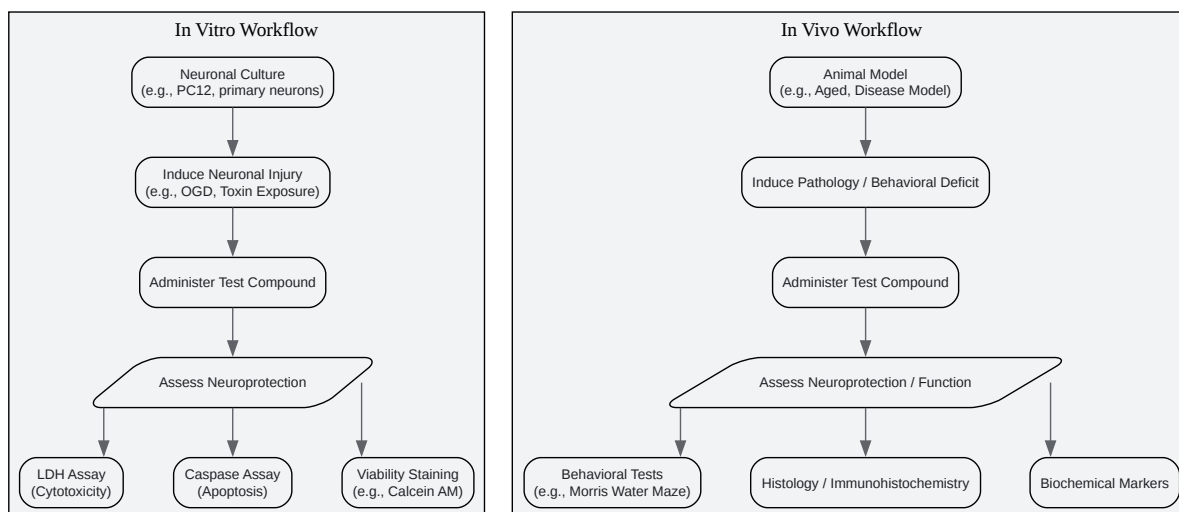 In Vitro Workflow
Neuronal Culture
(e.g., PC12, primary neurons)
Induce Neuronal Injury
(e.g., OGD, Toxin Exposure)
Administer Test Compound
Assess Neuroprotection
LDH Assay
(Cytotoxicity)
Caspase Assay
(Apoptosis)
Viability Staining
(e.g., Calcein AM)
In Vivo Workflow
Animal Model
(e.g., Aged, Disease Model)
Induce Pathology / Behavioral Deficit
Administer Test Compound
Assess Neuroprotection / Function
Behavioral Tests
(e.g., Morris Water Maze)
Histology / Immunohistochemistry
Biochemical Markers